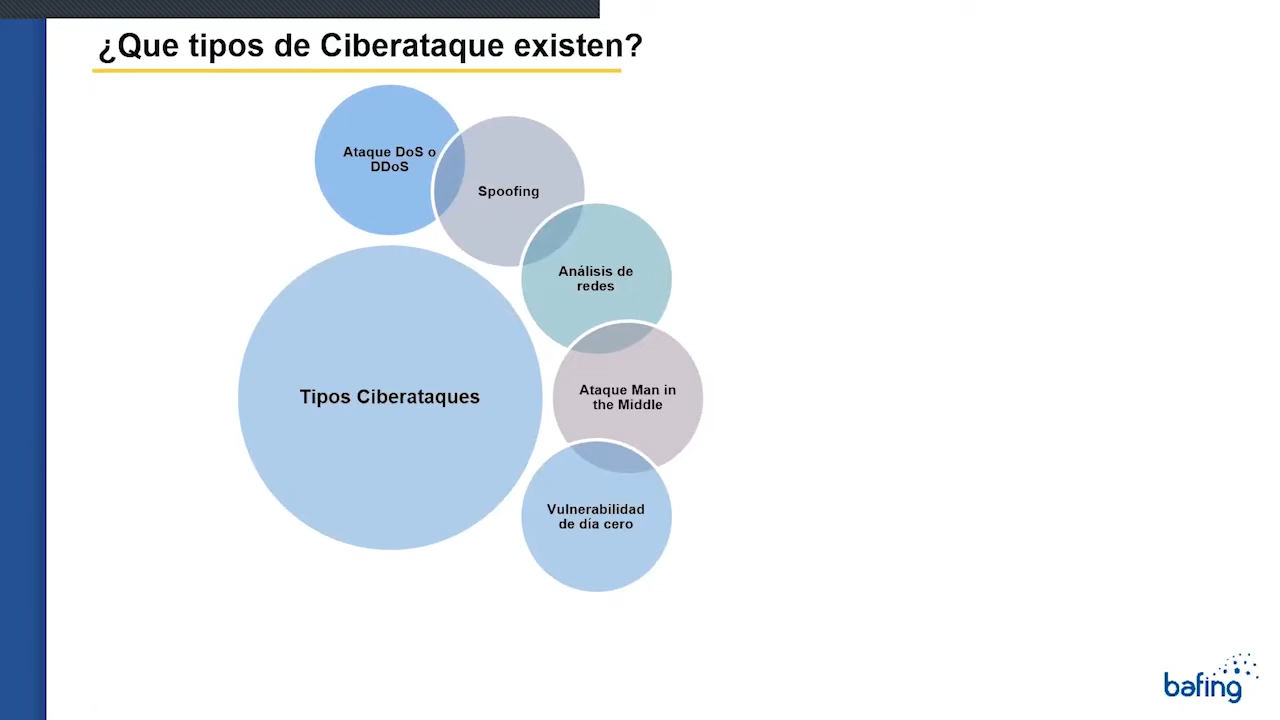 ¿Que tipos de Ciberataque existen?
Ataque DoS o
DDoS
Spoofing
Análisis de
redes
Ataque Man in
the Middle
Tipos Ciberataques
Vulnerabilidad
de día cero
bafing